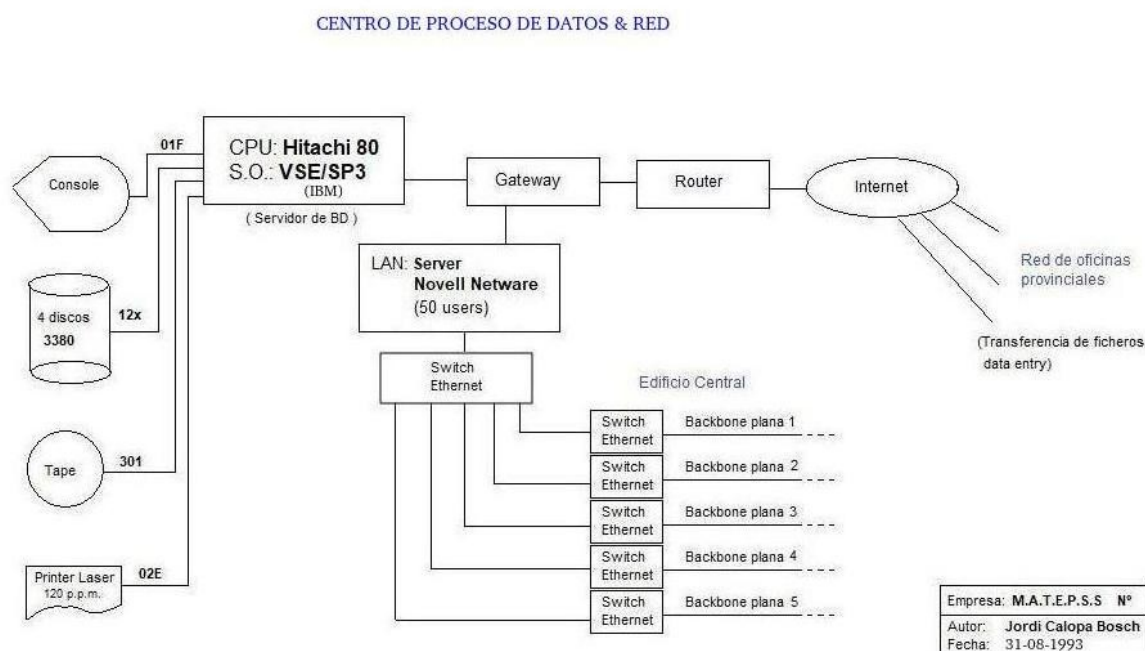 CENTRO DE PROCESO DE DATOS & RED
01F
CPU: Hitachi 80
S.O.: VSE/SP3
(IBM)
( Servidor de BD )
Console
Gateway
Router
Internet
Red de oficinas
provinciales
(Transferencia de ficheros
data entry)
LAN: Server
Novell Netware
(50 users)
4 discos
3380
12x
Switch
Ethernet
Edificio Central
Switch
Ethernet
Backbone plana 1
Switch
Ethernet
Backbone plana 2
Switch
Ethernet
Backbone plana 3
Switch
Ethernet
Backbone plana 4
Switch
Ethernet
Backbone plana 5
Tape
301
Printer Laser
120 p.p.m.
02E
Empresa: M.A.T.E.P.S.S Nº
Autor: Jordi Calopa Bosch
Fecha: 31-08-1993